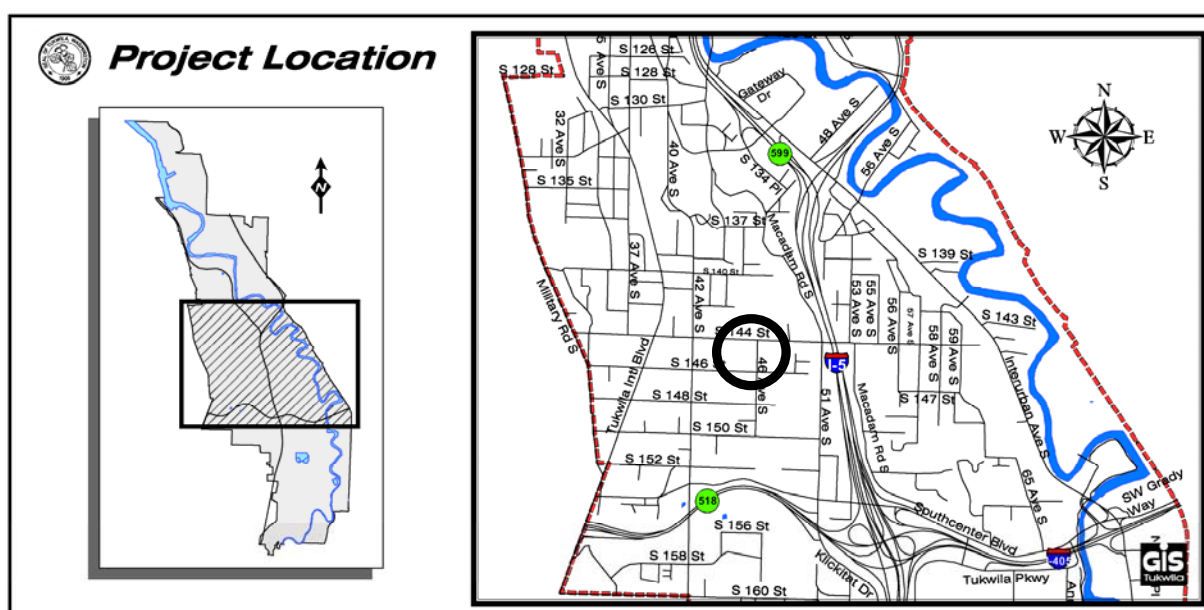 Project Location
N
S 126 St
S 128 St
S 128 St
S 130 St
Gateway
Dr
48 Ave S
56 Ave S
32 Ave S
40 Ave S
599
S 134 Pl
S 135 St
S 137 St
Macadam Rd S
37 Ave S
S 139 St
S 140 St
42 Ave S
Military Rd S
55 Ave S
53 Ave S
56 Ave S
57 Ave S
58 Ave S
59 Ave S
S 143 St
S 144 St
Tukwila Intl Blvd
S 146 St
I-5
Interurban Ave S
S 148 St
51 Ave S
Macadam Rd S
S 147 St
S 150 St
S 152 St
65 Ave S
SW Grady
Way
518
Southcenter Blvd
S 156 St
S 158 St
Klickitat Dr
Tukwila Pkwy
S 160 St
N
W
E
S
GIS
Tukwila